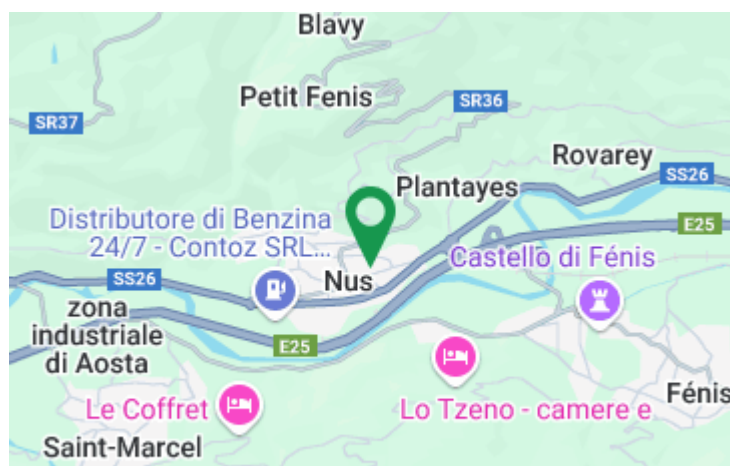 Blavy
Petit Fenis
SR36
SR37
Rovarey
SS26
Plantayes
Distributore di Benzina
24/7 - Contoz SRL...
E25
Castello di Fénis
SS26
Nus
zona
industriale
di Aosta
E25
Lo Tzeno - camere e
Fénis
Le Coffret
Saint-Marcel